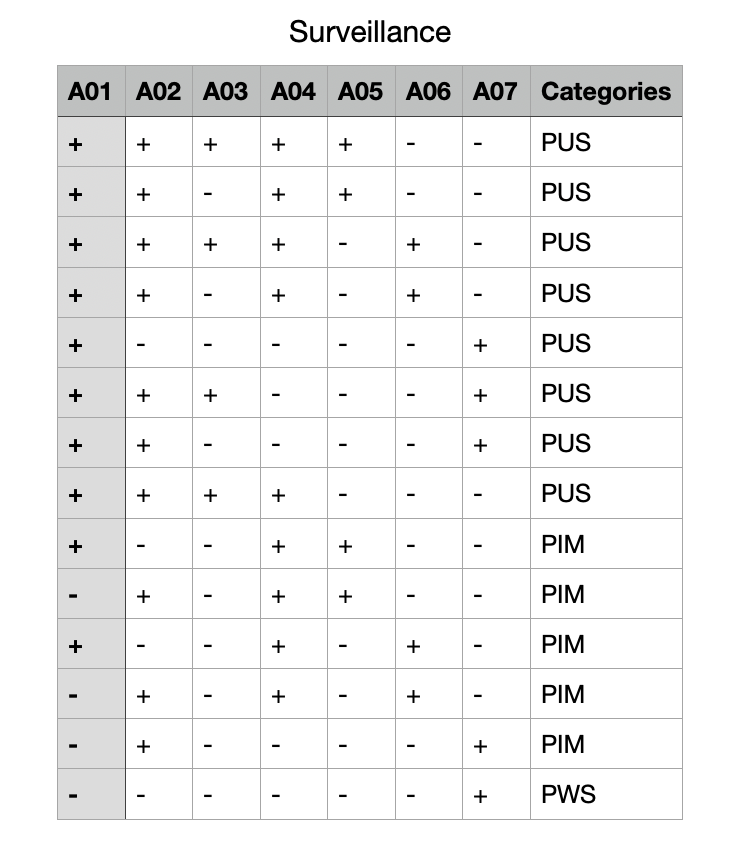 Surveillance
A01 A02 A03 A04 A05 A06 A07 Categories
+ + + + + - - PUS
+ + - + + - - PUS
+ + + + - + - PUS
+ + - + - + - PUS
+ - - - - - + PUS
+ + + - - - + PUS
+ + - - - - + PUS
+ + + + - - - PUS
+ - - + + - - PIM
- + - + + - - PIM
+ - - + - + - PIM
- + - + - + - PIM
- + - - - - + PIM
- - - - - - + PWS